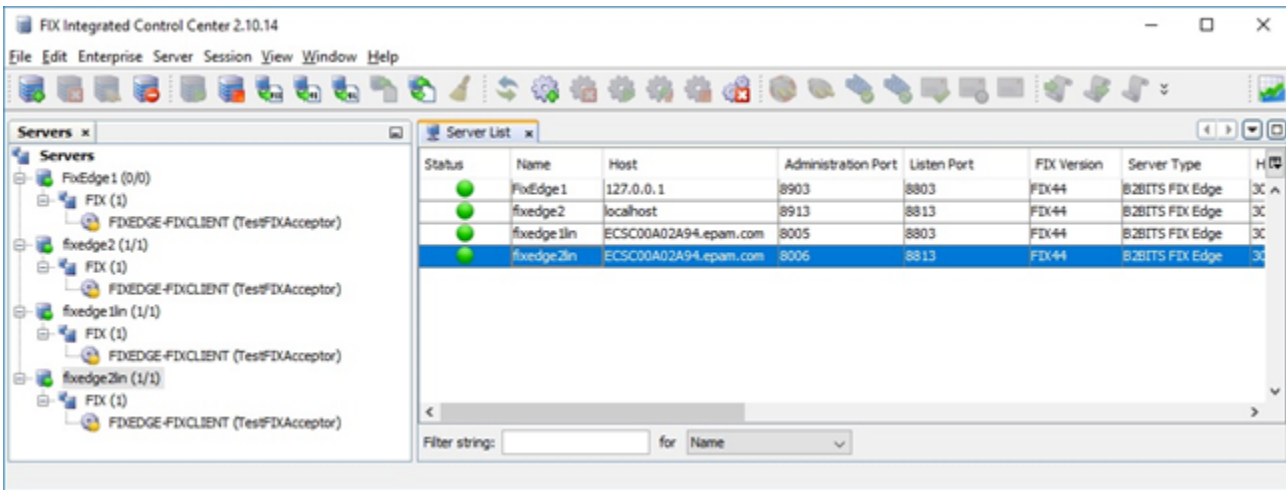 FIX Integrated Control Center 2.10.14
File Edit Enterprise Server Session View Window Help
Servers
Servers
FixEdge1 (0/0)
FIX (1)
FIXEDGE-FIXCLIENT (TestFIXAcceptor)
fixedge2 (1/1)
FIX (1)
FIXEDGE-FIXCLIENT (TestFIXAcceptor)
fixedge1lin (1/1)
FIX (1)
FIXEDGE-FIXCLIENT (TestFIXAcceptor)
fixedge2lin (1/1)
FIX (1)
FIXEDGE-FIXCLIENT (TestFIXAcceptor)
Server List
Status Name Host Administration Port Listen Port FIX Version Server Type H
FixEdge1 127.0.0.1 8903 8803 FIX44 B2BITS FIX Edge 30
fixedge2 localhost 8913 8813 FIX44 B2BITS FIX Edge 30
fixedge1lin ECSC00A02A94.epam.com 8005 8803 FIX44 B2BITS FIX Edge 30
fixedge2lin ECSC00A02A94.epam.com 8006 8813 FIX44 B2BITS FIX Edge 30
Filter string: for Name